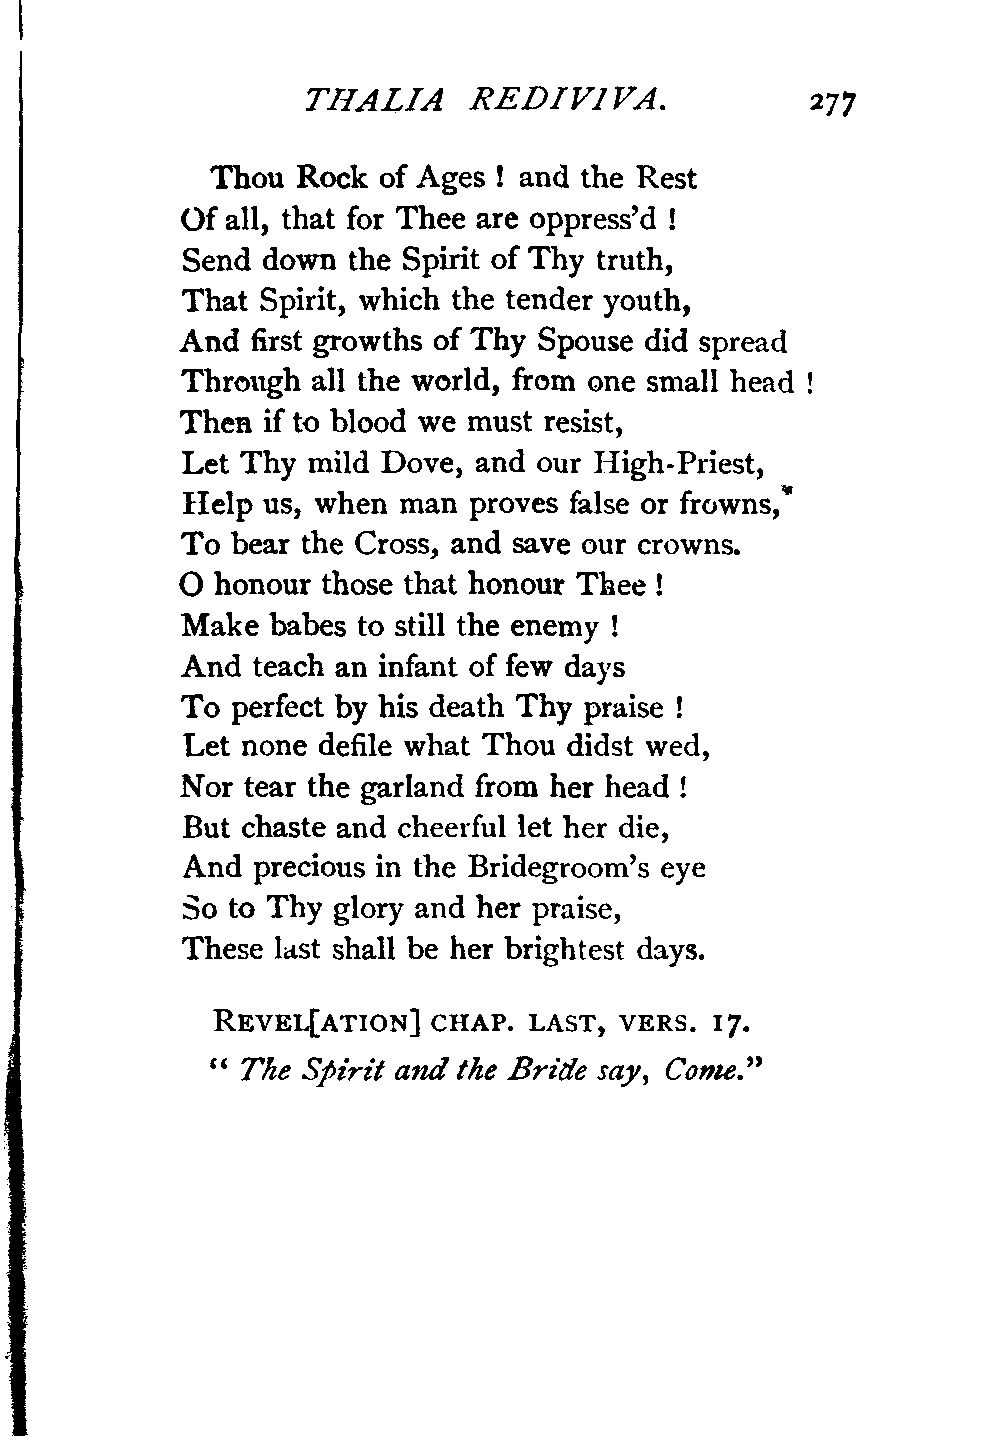 THALIA REDIVIVA. 277
Thou Rock of Ages ! and the Rest
Of all, that for Thee are oppress'd !
Send down the Spirit of Thy truth,
That Spirit, which the tender youth,
And first growths of Thy Spouse did spread
Through all the world, from one small head !
Then if to blood we must resist,
Let Thy mild Dove, and our High-Priest,
Help us, when man proves false or frowns,
To bear the Cross, and save our crowns.
O honour those that honour Thee !
Make babes to still the enemy !
And teach an infant of few days
To perfect by his death Thy praise !
Let none defile what Thou didst wed,
Nor tear the garland from her head !
But chaste and cheerful let her die,
And precious in the Bridegroom's eye
So to Thy glory and her praise,
These last shall be her brightest days.
REVEL[ATION] CHAP. LAST, VERS. 17.
" The Spirit and the Bride say, Come."